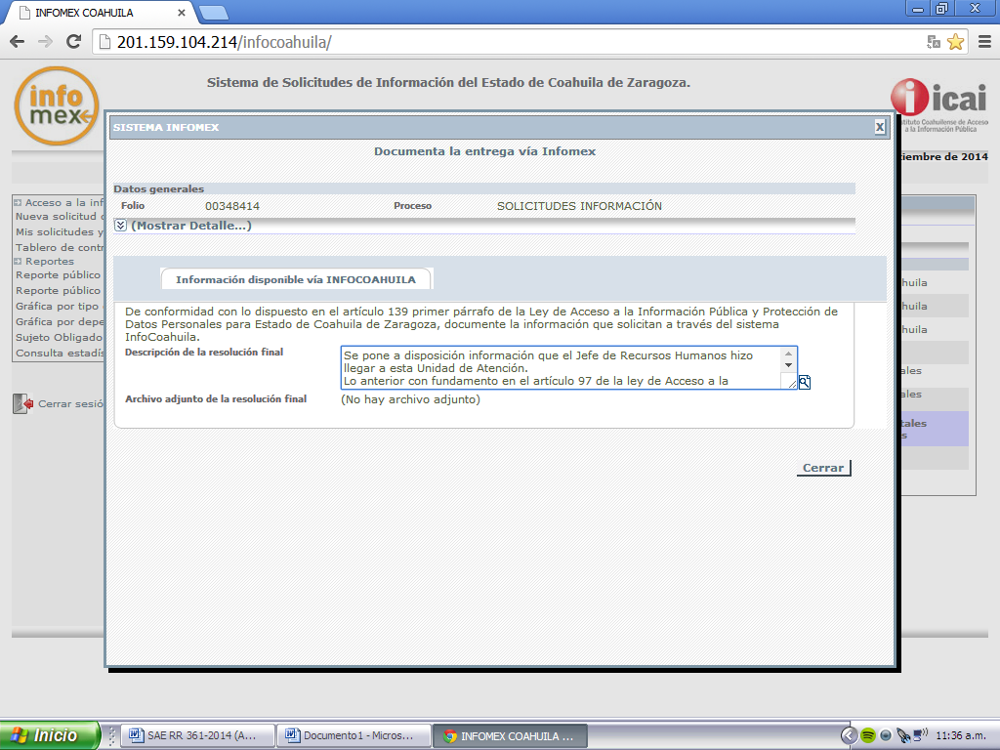 INFOMEX COAHUILA
201.159.104.214/infocoahuila/
info
mex
Sistema de Solicitudes de Información del Estado de Coahuila de Zaragoza.
icai
Instituto Coahuilense de Acceso
a la Información Pública
SISTEMA INFOMEX
X
Documenta la entrega vía Infomex
iembre de 2014
Datos generales
Folio 00348414 Proceso SOLICITUDES INFORMACIÓN
(Mostrar Detalle...)
Acceso a la inf
Nueva solicitud
Mis solicitudes y
Tablero de contr
Reportes
Reporte público
Reporte público
Gráfica por tipo
Gráfica por depe
Sujeto Obligado
Consulta estadís
Cerrar sesió
Información disponible vía INFOCOAHUILA
De conformidad con lo dispuesto en el artículo 139 primer párrafo de la Ley de Acceso a la Información Pública y Protección de
Datos Personales para Estado de Coahuila de Zaragoza, documente la información que solicitan a través del sistema
InfoCoahuila.
Descripción de la resolución final
Se pone a disposición información que el Jefe de Recursos Humanos hizo
llegar a esta Unidad de Atención.
Lo anterior con fundamento en el artículo 97 de la ley de Acceso a la
Archivo adjunto de la resolución final (No hay archivo adjunto)
Cerrar
huila
huila
huila
ales
ales
tales
s
Inicio
SAE RR 361-2014 (A...
Documento1 - Micros...
INFOMEX COAHUILA ...
11:36 a.m.